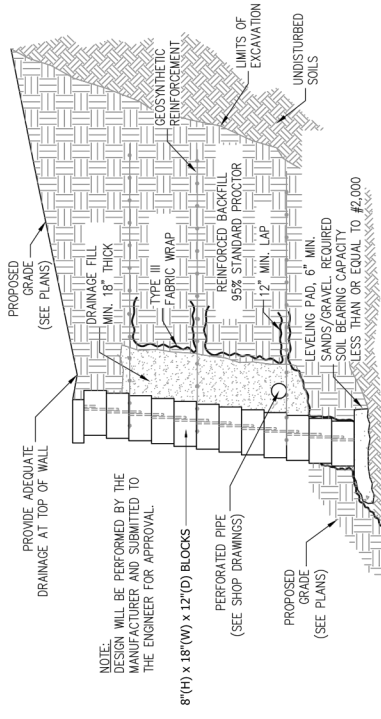 PROPOSED
GRADE
(SEE PLANS)
PROVIDE ADEQUATE
DRAINAGE AT TOP OF WALL
DRAINAGE FILL
MIN. 18" THICK
GEOSYNTHETIC
REINFORCEMENT
LIMITS OF
EXCAVATION
NOTE:
DESIGN WILL BE PERFORMED BY THE
MANUFACTURER AND SUBMITTED TO
THE ENGINEER FOR APPROVAL.
TYPE III
FABRIC WRAP
UNDISTURBED
SOILS
8"(H) x 18"(W) x 12"(D) BLOCKS
REINFORCED BACKFILL
95% STANDARD PROCTOR
PERFORATED PIPE
(SEE SHOP DRAWINGS)
12" MIN. LAP
PROPOSED
GRADE
(SEE PLANS)
LEVELING PAD, 6" MIN.
SANDS/GRAVEL. REQUIRED
SOIL BEARING CAPACITY
LESS THAN OR EQUAL TO #2,000